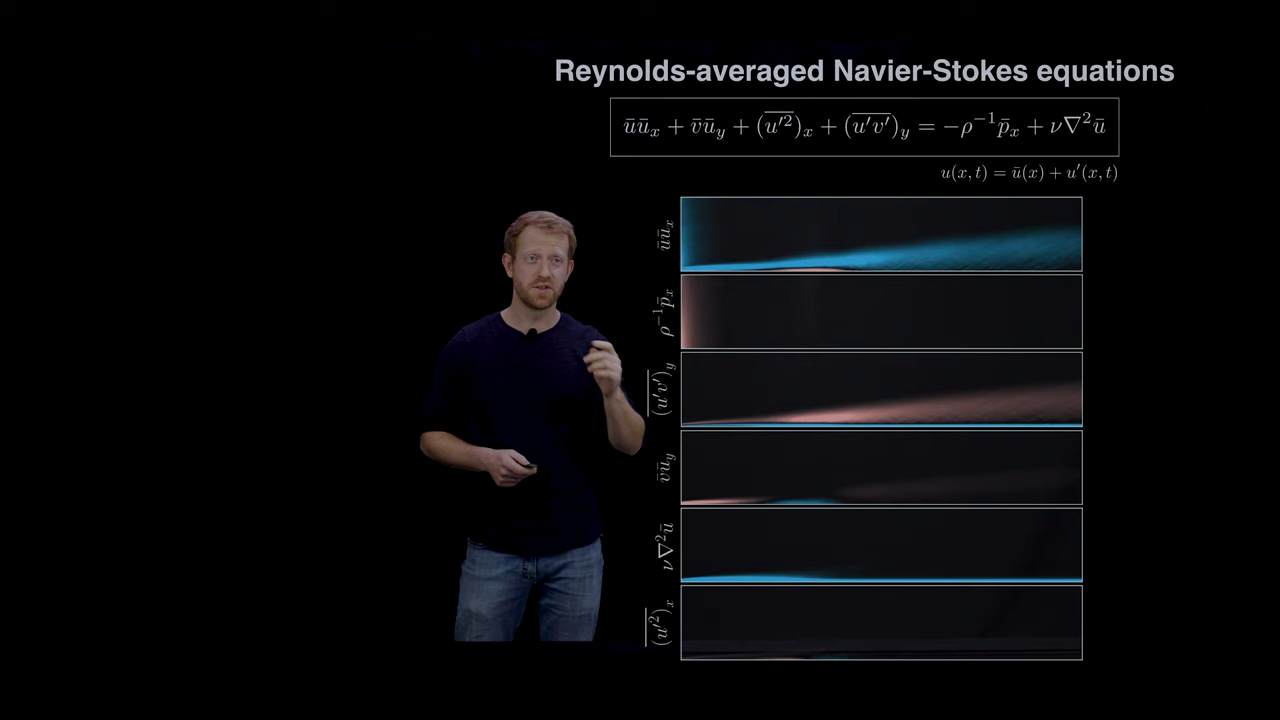 Reynolds-averaged Navier-Stokes equations
ūū_x + v̄ū_y + (\overline{u'^2})_x + (\overline{u'v'})_y = −ρ^{−1}p̄_x + ν∇²ū
u(x, t) = ū(x) + u′(x, t)
ūū_x
ρ^{−1}p̄_x
(\overline{u'v'})_y
v̄ū_y
ν∇²ū
(\overline{u'^2})_x